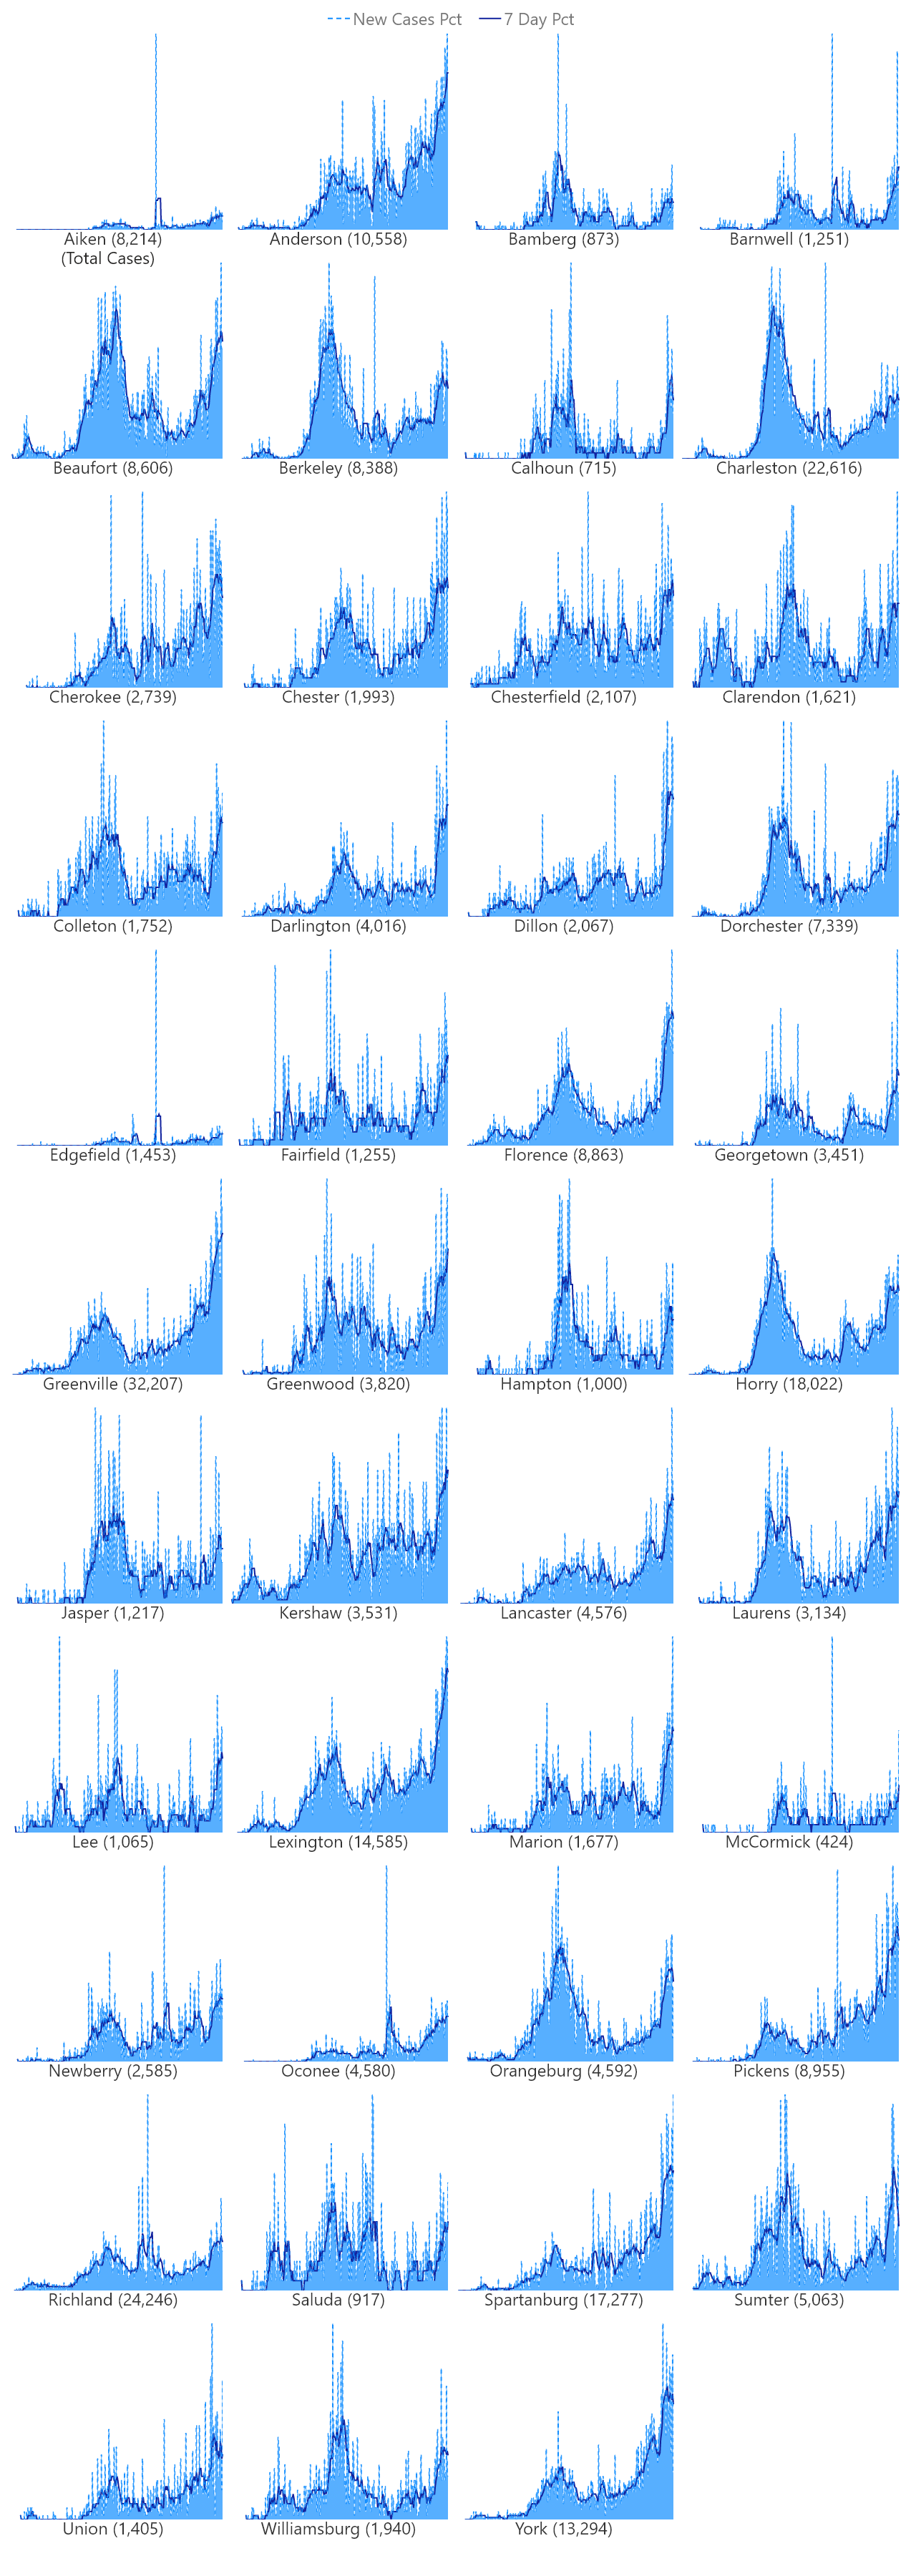 New Cases Pct 7 Day Pct
Aiken (8,214) Anderson (10,558) Bamberg (873) Barnwell (1,251)
(Total Cases)
Beaufort (8,606) Berkeley (8,388) Calhoun (715) Charleston (22,616)
Cherokee (2,739) Chester (1,993) Chesterfield (2,107) Clarendon (1,621)
Colleton (1,752) Darlington (4,016) Dillon (2,067) Dorchester (7,339)
Edgefield (1,453) Fairfield (1,255) Florence (8,863) Georgetown (3,451)
Greenville (32,207) Greenwood (3,820) Hampton (1,000) Horry (18,022)
Jasper (1,217) Kershaw (3,531) Lancaster (4,576) Laurens (3,134)
Lee (1,065) Lexington (14,585) Marion (1,677) McCormick (424)
Newberry (2,585) Oconee (4,580) Orangeburg (4,592) Pickens (8,955)
Richland (24,246) Saluda (917) Spartanburg (17,277) Sumter (5,063)
Union (1,405) Williamsburg (1,940) York (13,294)